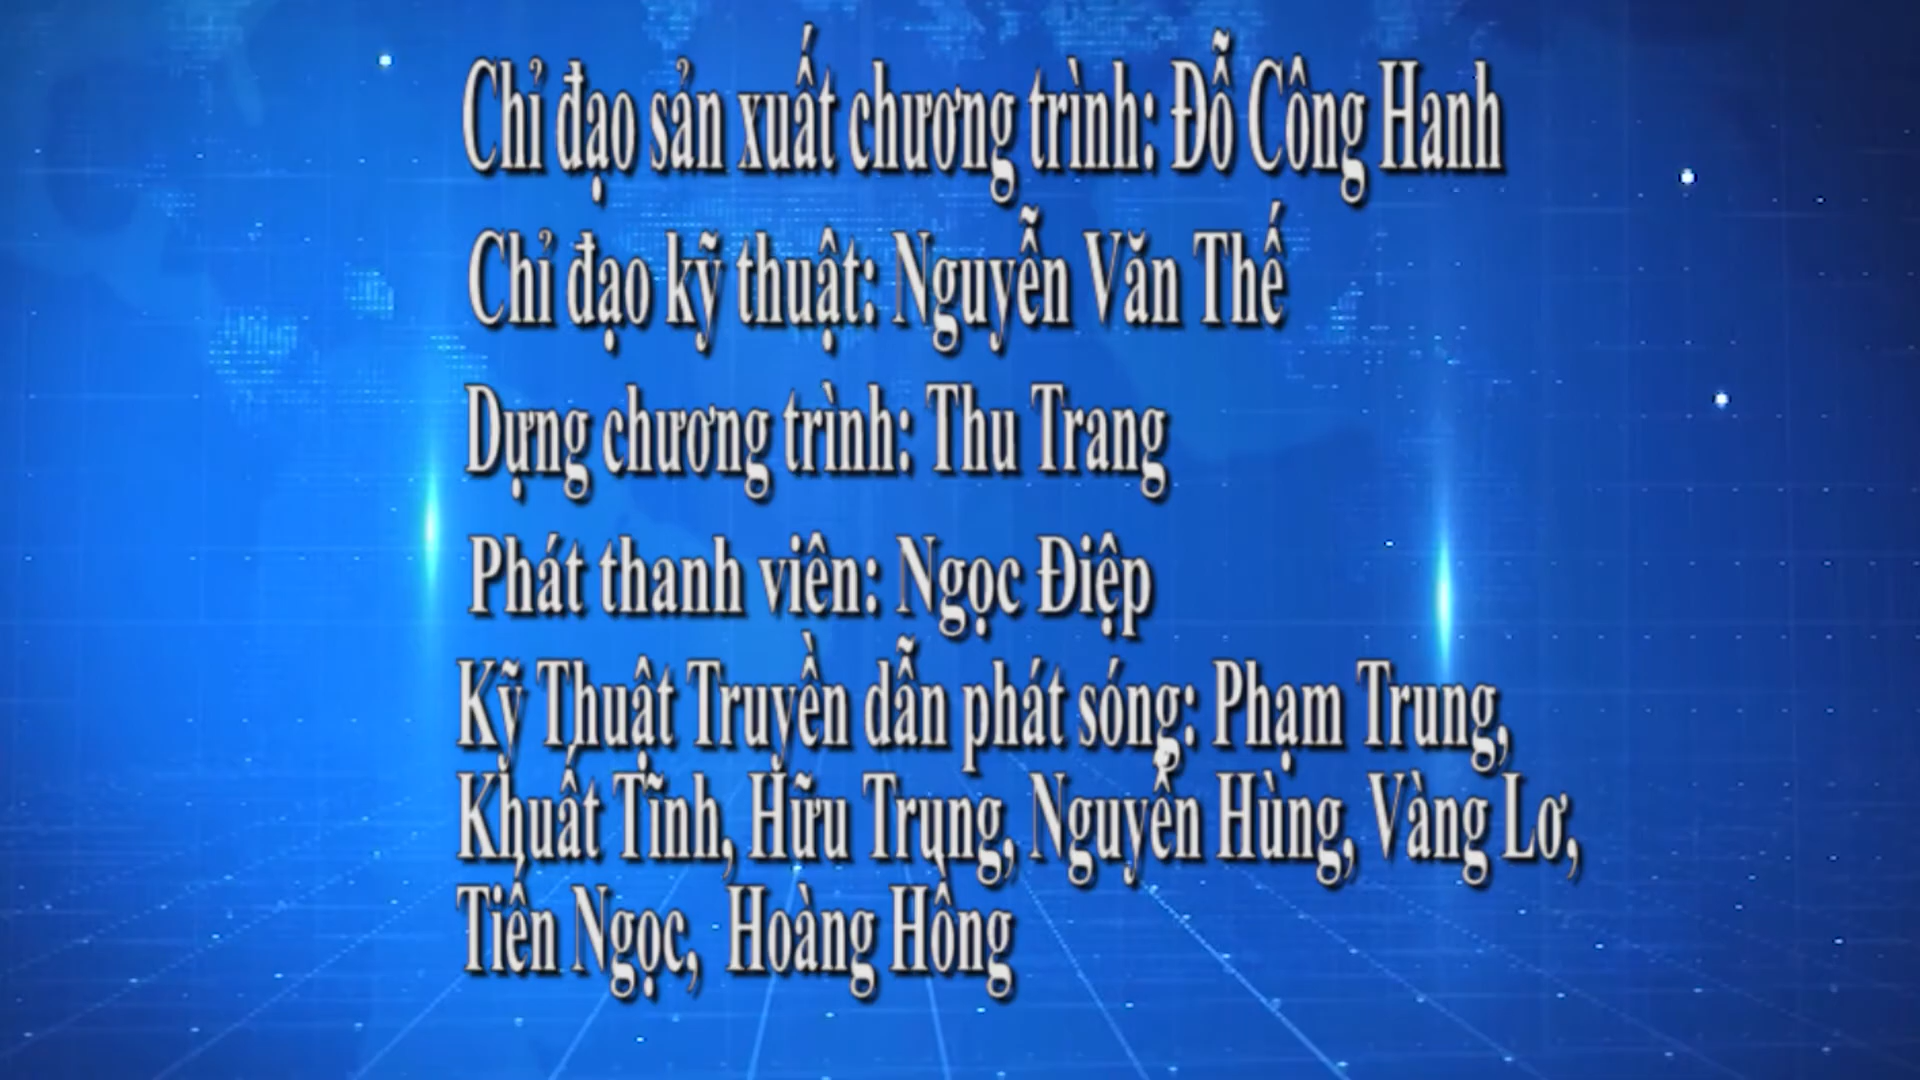 Chỉ đạo sản xuất chương trình: Đỗ Công Hanh
Chỉ đạo kỹ thuật: Nguyễn Văn Thế
Dựng chương trình: Thu Trang
Phát thanh viên: Ngọc Điệp
Kỹ Thuật Truyền dẫn phát sóng: Phạm Trung,
Khuất Tĩnh, Hữu Trung, Nguyễn Hùng, Vàng Lơ,
Tiến Ngọc, Hoàng Hồng